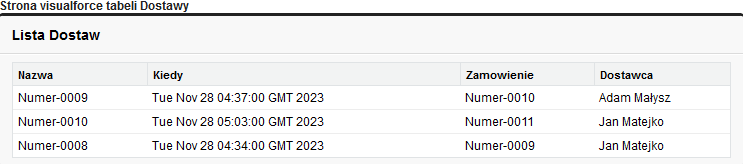 Strona visualforce tabeli Dostawy
Lista Dostaw
Nazwa Kiedy Zamowienie Dostawca
Numer-0009 Tue Nov 28 04:37:00 GMT 2023 Numer-0010 Adam Małysz
Numer-0010 Tue Nov 28 05:03:00 GMT 2023 Numer-0011 Jan Matejko
Numer-0008 Tue Nov 28 04:34:00 GMT 2023 Numer-0009 Jan Matejko